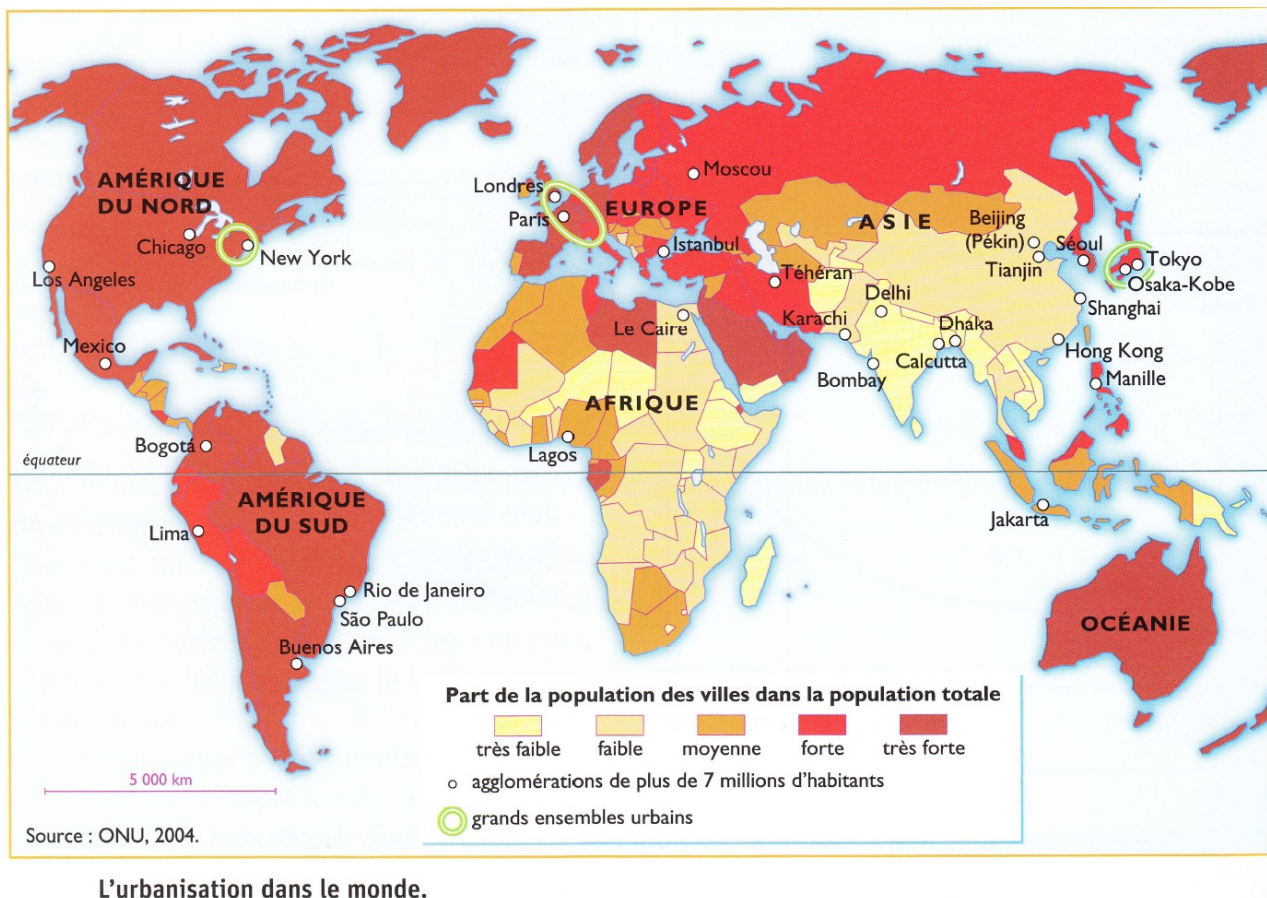 AMÉRIQUE
DU NORD
Chicago
New York
Los Angeles
Mexico
Londres
Paris
EUROPE
Moscou
Istanbul
ASIE
Beijing
(Pékin)
Séoul
Tokyo
Tianjin
Osaka-Kobe
Téhéran
Delhi
Shanghai
Le Caire
Karachi
Dhaka
Hong Kong
Calcutta
Manille
Bombay
AFRIQUE
Bogotá
Lagos
équateur
AMÉRIQUE
DU SUD
Lima
Jakarta
Rio de Janeiro
São Paulo
OCÉANIE
Buenos Aires
Part de la population des villes dans la population totale
très faible
faible
moyenne
forte
très forte
agglomérations de plus de 7 millions d'habitants
grands ensembles urbains
5 000 km
Source : ONU, 2004.
L'urbanisation dans le monde.